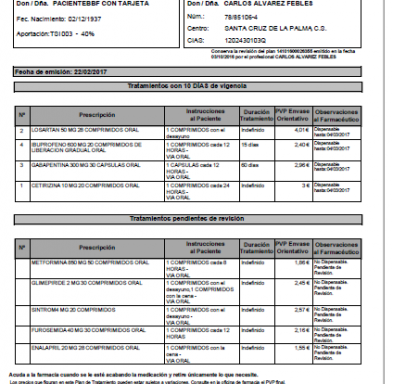 Don / Dña. PACIENTEBBF CON TARJETA
Fec. Nacimiento: 02/12/1937
Aportación: TSI 003 - 40%
Don / Dña. CARLOS ALVAREZ FEBLES
Núm.: 78/85106-4
Centro: SANTA CRUZ DE LA PALMA C.S.
CIAS: 1202430103Q
Conserva la revisión del plan 14121600026355 emitido en la fecha
03/10/2016 por el profesional CARLOS ALVAREZ FEBLES
Fecha de emisión: 22/02/2017
Tratamientos con 10 DÍAS de vigencia
Nº Prescripción Instrucciones al Paciente Duración Tratamiento PVP Envase Orientativo Observaciones al Farmacéutico
2 LOSARTAN 50 MG 28 COMPRIMIDOS ORAL 1 COMPRIMIDOS con el Indefinido 4,01€ Dispensable
desayuno hasta: 04/03/2017
4 IBUPROFENO 600 MG 20 COMPRIMIDOS DE 1 COMPRIMIDOS cada 12 15 días 2,40€ Dispensable
LIBERACION GRADUAL ORAL HORAS - hasta: 04/03/2017
VIA ORAL
3 GABAPENTINA 300 MG 30 CAPSULAS ORAL 1 CAPSULAS cada 12 60 días 2,96€ Dispensable
HORAS - hasta: 04/03/2017
VIA ORAL
1 CETIRIZINA 10 MG 20 COMPRIMIDOS ORAL 1 COMPRIMIDOS cada 24 Indefinido 3€ Dispensable
HORAS - hasta: 04/03/2017
VIA ORAL
Tratamientos pendientes de revisión
Nº Prescripción Instrucciones al Paciente Duración Tratamiento PVP Envase Orientativo Observaciones al Farmacéutico
METFORMINA 850 MG 50 COMPRIMIDOS ORAL 1 COMPRIMIDOS cada 8 Indefinido 1,86€ No Dispensable.
HORAS - Pendiente de
VIA ORAL Revisión.
GLIMEPIRIDE 2 MG 30 COMPRIMIDOS ORAL 1 COMPRIMIDOS con el Indefinido 2,45€ No Dispensable.
desayuno,1 COMPRIMIDOS Pendiente de
con la cena - Revisión.
VIA ORAL
SINTROM 4 MG 20 COMPRIMIDOS Indefinido 2,57€ No Dispensable.
Pendiente de
Revisión.
FUROSEMIDA 40 MG 30 COMPRIMIDOS ORAL 1 COMPRIMIDOS cada 12 Indefinido 2,16€ No Dispensable.
HORAS Pendiente de
Revisión.
ENALAPRIL 20 MG 28 COMPRIMIDOS ORAL 1 COMPRIMIDOS con la Indefinido 1,55€ No Dispensable.
cena - Pendiente de
VIA ORAL Revisión.
Acuda a la farmacia cuando se le esté acabando la medicación y retire únicamente lo que necesite.
Los precios que figuran en este Plan de Tratamiento pueden estar sujetos a variaciones. Consulte en la oficina de farmacia el PVP final.